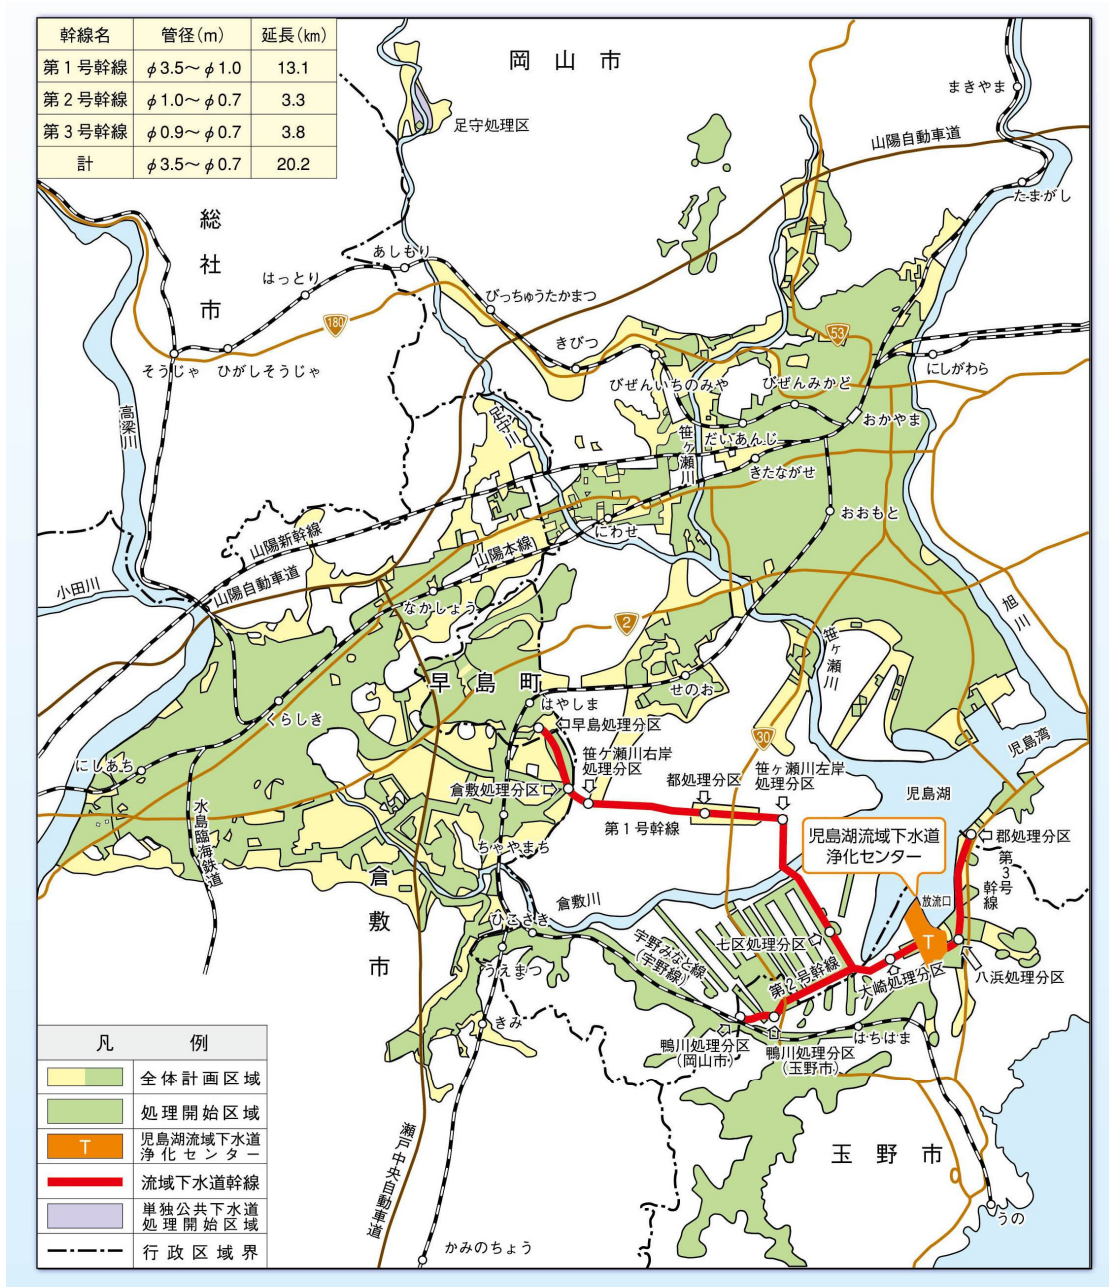 幹線名 管径(m) 延長(km)
第1号幹線 φ3.5〜φ1.0 13.1
第2号幹線 φ1.0〜φ0.7 3.3
第3号幹線 φ0.9〜φ0.7 3.8
計 φ3.5〜φ0.7 20.2
岡山市
まきやま
足守処理区
山陽自動車道
たまがし
総社市
あしもり
はっとり
びっちゅうたかまつ
180
53
きびつ
そうじゃ
ひがしそうじゃ
びぜんいちのみや
びぜんみかど
にしがわら
高梁川
足守川
笹ヶ瀬川
だいあんじ
おかやま
きたながせ
おおもと
にわせ
山陽新幹線
山陽本線
山陽自動車道
小田川
なかしょう
旭川
2
笹ヶ瀬川
早島町
せのお
はやしま
くらしき
早島処理分区
30
児島湾
にしあち
笹ケ瀬川右岸
処理分区
笹ヶ瀬川左岸
処理分区
都処理分区
倉敷処理分区
児島湖
水島臨海鉄道
第1号幹線
児島湖流域下水道
浄化センター
郡処理分区
ちゃやまち
第3号幹線
倉敷市
倉敷川
放流口
ひこさき
宇野みなと線
(宇野線)
七区処理分区
T
うえまつ
第2号幹線
大崎処理分区
八浜処理分区
きみ
はちはま
鴨川処理分区
(岡山市)
鴨川処理分区
(玉野市)
凡例
全体計画区域
処理開始区域
T
児島湖流域下水道
浄化センター
流域下水道幹線
単独公共下水道
処理開始区域
行政区域界
瀬戸中央自動車道
玉野市
うの
かみのちょう